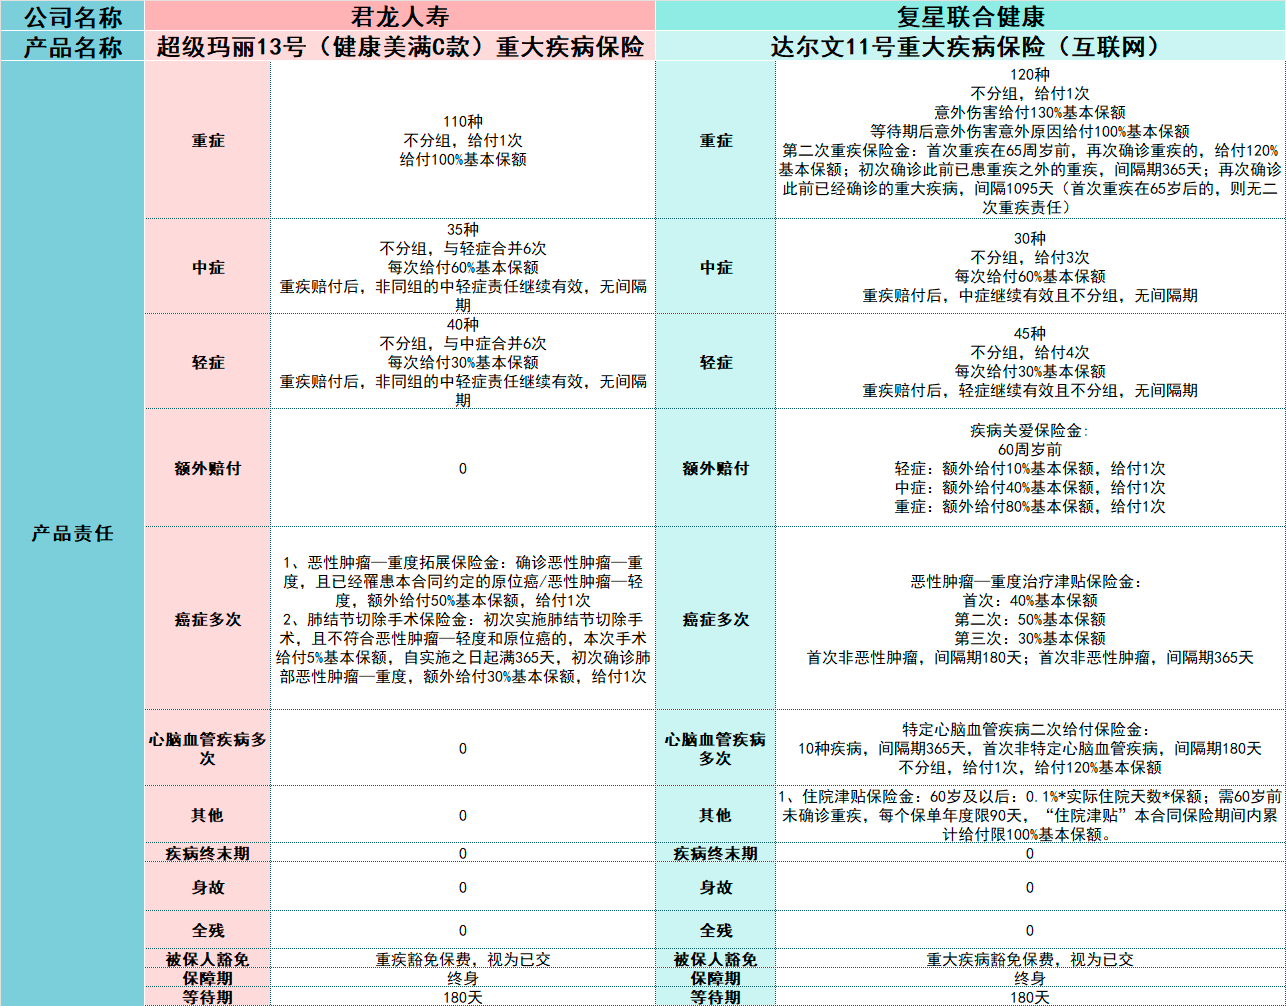 公司名称
君龙人寿
复星联合健康
产品名称
超级玛丽13号（健康美满C款）重大疾病保险
达尔文11号重大疾病保险（互联网）
产品责任
重症
110种
不分组，给付1次
给付100%基本保额
重症
120种
不分组，给付1次
意外伤害给付130%基本保额
等待期后意外伤害意外原因给付100%基本保额
第二次重疾保险金：首次重疾在65周岁前，再次确诊重疾的，给付120%
基本保额；初次确诊此前已患重疾之外的重疾，间隔期365天；再次确诊
此前已经确诊的重大疾病，间隔1095天（首次重疾在65岁后的，则无二
次重疾责任）
中症
35种
不分组，与轻症合并6次
每次给付60%基本保额
重疾赔付后，非同组的中轻症责任继续有效，无间隔
期
中症
30种
不分组，给付3次
每次给付60%基本保额
重疾赔付后，中症继续有效且不分组，无间隔期
轻症
40种
不分组，与中症合并6次
每次给付30%基本保额
重疾赔付后，非同组的中轻症责任继续有效，无间隔
期
轻症
45种
不分组，给付4次
每次给付30%基本保额
重疾赔付后，轻症继续有效且不分组，无间隔期
额外赔付
0
额外赔付
疾病关爱保险金：
60周岁前
轻症：额外给付10%基本保额，给付1次
中症：额外给付40%基本保额，给付1次
重症：额外给付80%基本保额，给付1次
癌症多次
1、恶性肿瘤—重度拓展保险金：确诊恶性肿瘤—重
度，且已经罹患本合同约定的原位癌/恶性肿瘤—轻
度，额外给付50%基本保额，给付1次
2、肺结节切除手术保险金：初次实施肺结节切除手
术，且不符合恶性肿瘤—轻度和原位癌的，本次手术
给付5%基本保额，自实施之日起满365天，初次确诊肺
部恶性肿瘤—重度，额外给付30%基本保额，给付1次
癌症多次
恶性肿瘤—重度治疗津贴保险金：
首次：40%基本保额
第二次：50%基本保额
第三次：30%基本保额
首次非恶性肿瘤，间隔期180天；首次非恶性肿瘤，间隔期365天
心脑血管疾病多
次
0
心脑血管疾病
多次
特定心脑血管疾病二次给付保险金：
10种疾病，间隔期365天，首次非特定心脑血管疾病，间隔期180天
不分组，给付1次，给付120%基本保额
其他
0
其他
1、住院津贴保险金：60岁及以后：0.1%*实际住院天数*保额；需60岁前
未确诊重疾，每个保单年度限90天，“住院津贴”本合同保险期间内累
计给付限100%基本保额。
疾病终末期
0
疾病终末期
0
身故
0
身故
0
全残
0
全残
0
被保人豁免
重疾豁免保费，视为已交
被保人豁免
重大疾病豁免保费，视为已交
保障期
终身
保障期
终身
等待期
180天
等待期
180天